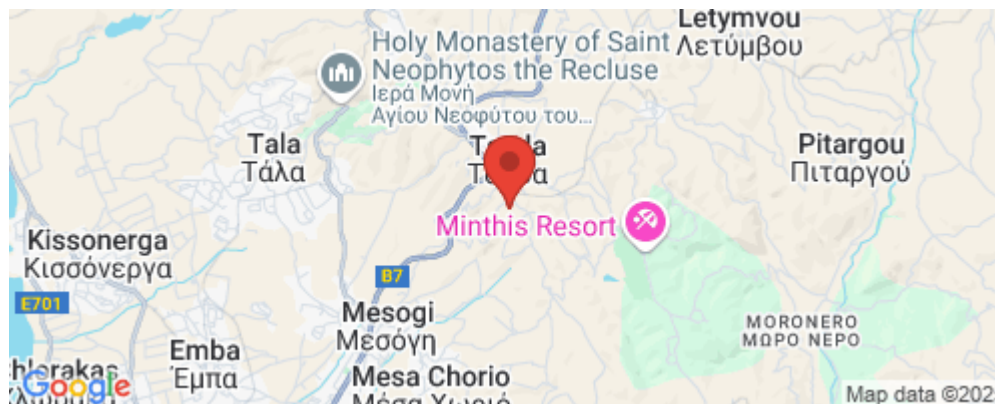 Letymvou
Λετύμβου
Holy Monastery of Saint
Neophytos the Recluse
Ιερά Μονή
Αγίου Νεοφύτου του...
Tala
Τάλα
Pitargou
Πιταργού
Minthis Resort
Kissonerga
Κισσόνεργα
B7
E701
Mesogi
Μεσόγη
MORONERO
ΜΩΡΟ ΝΕΡΟ
Emba
Έμπα
Mesa Chorio
Google
Map data ©202